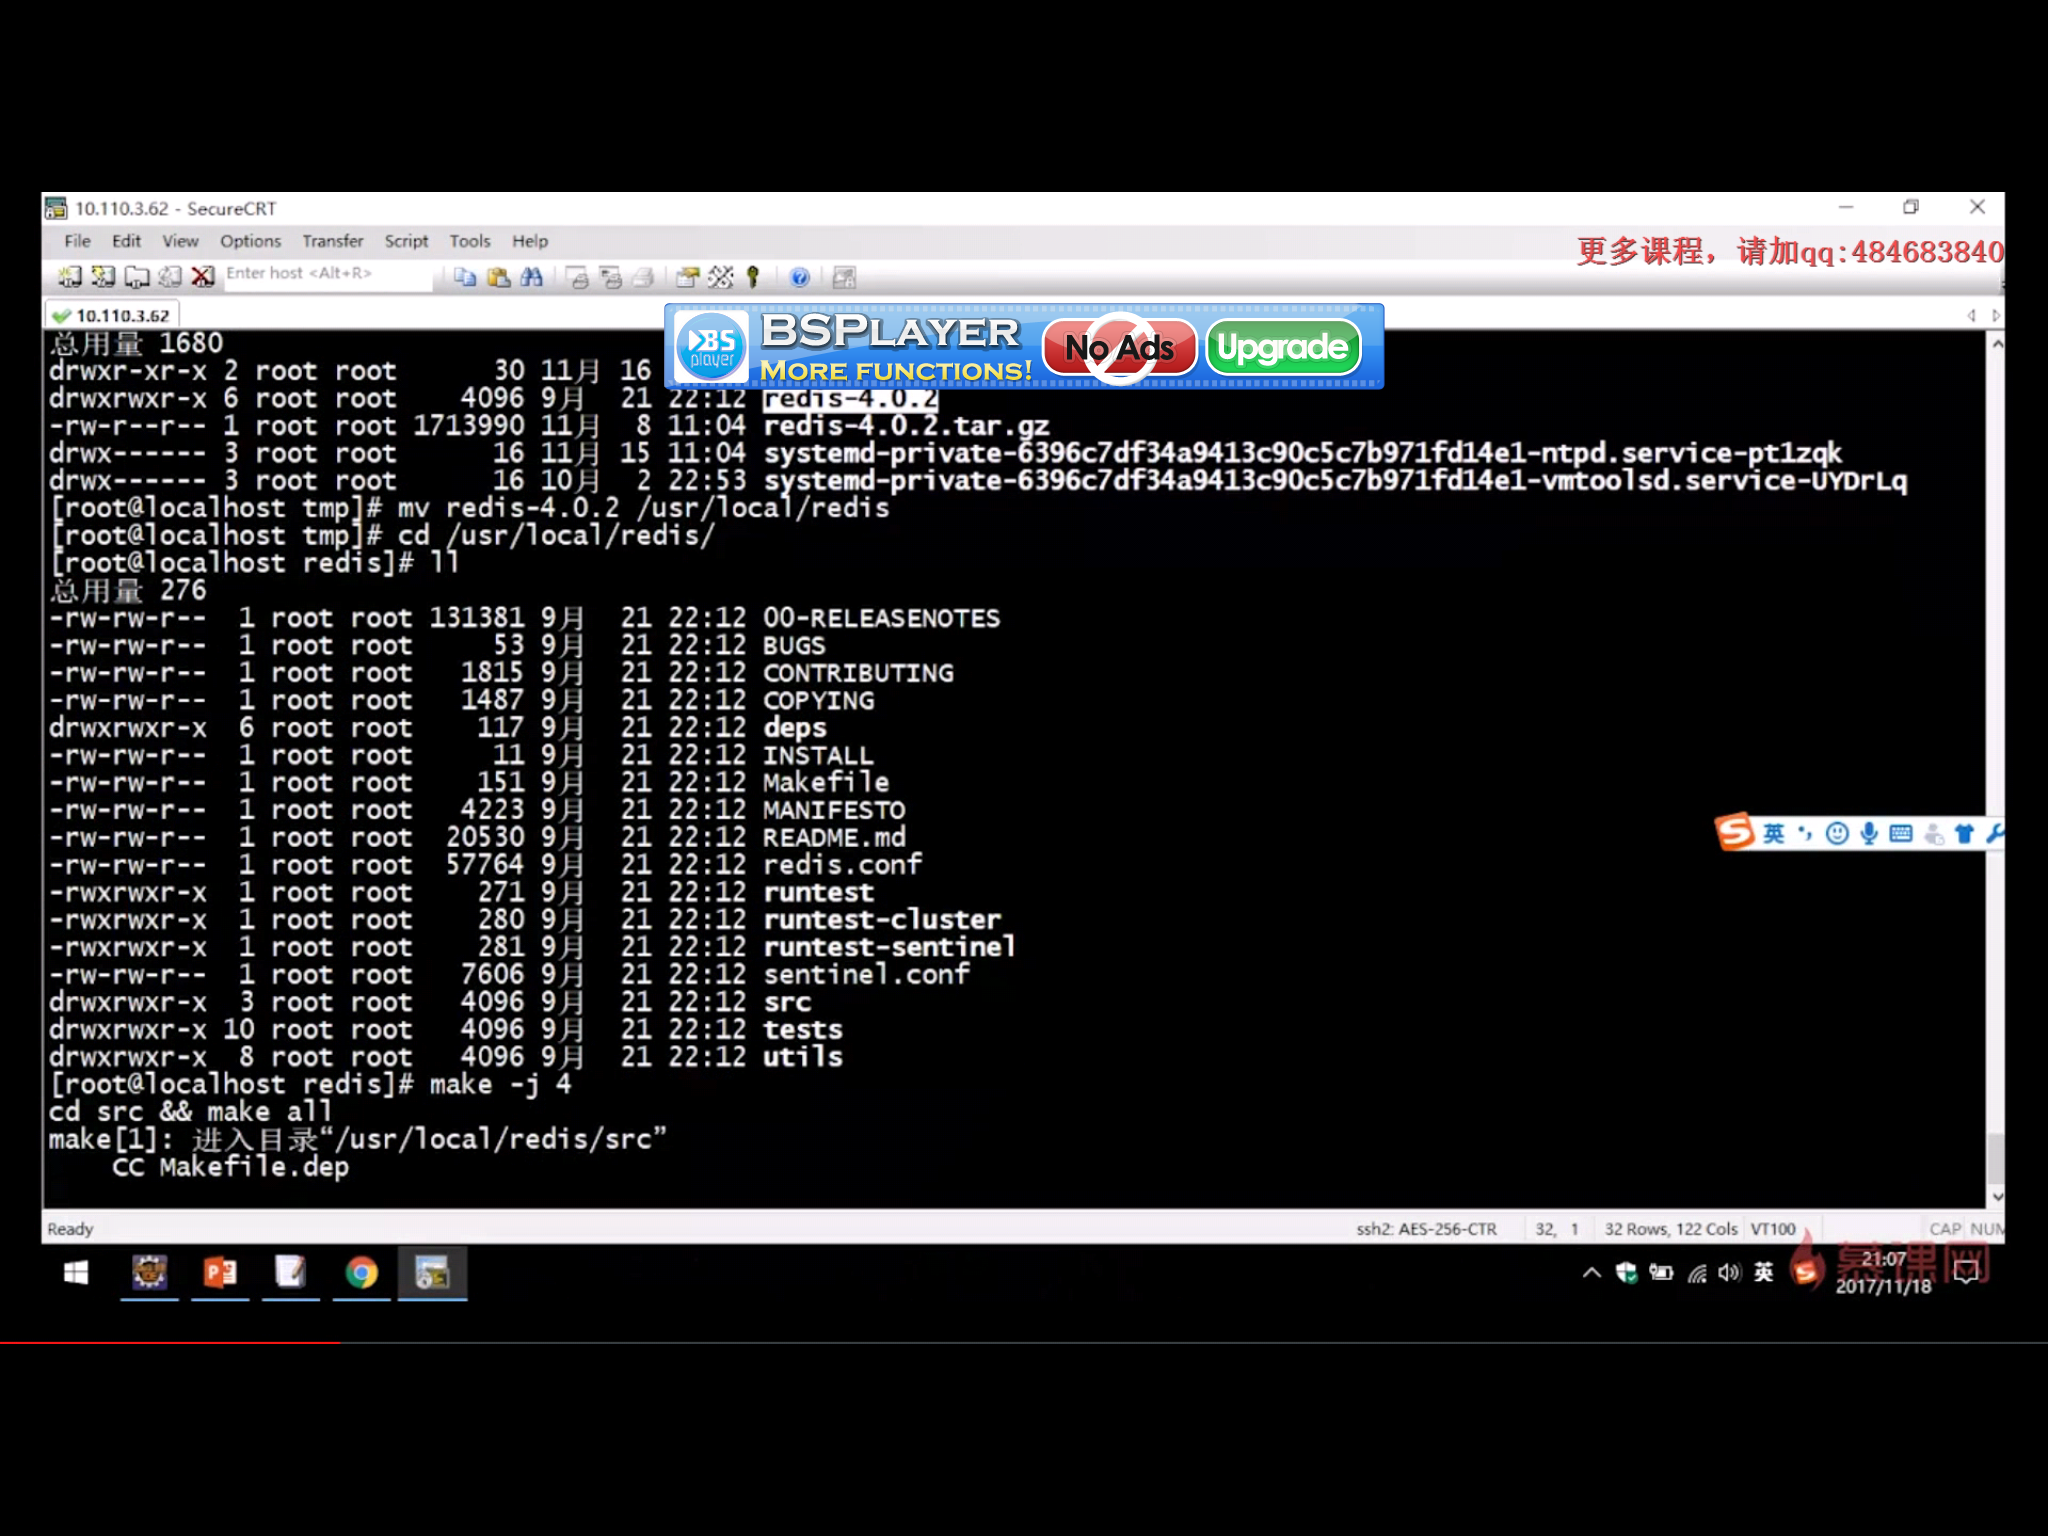 10.110.3.62 - SecureCRT
File Edit View Options Transfer Script Tools Help
更多课程，请加qq:484683840
Enter host <Alt+R>
10.110.3.62
BSPLAYER
MORE FUNCTIONS!
BS
player
No Ads
Upgrade
总用量 1680
drwxr-xr-x 2 root root 30 11月 16
drwxrwxr-x 6 root root 4096 9月 21 22:12 redis-4.0.2
-rw-r--r-- 1 root root 1713990 11月 8 11:04 redis-4.0.2.tar.gz
drwx------ 3 root root 16 11月 15 11:04 systemd-private-6396c7df34a9413c90c5c7b971fd14e1-ntpd.service-pt1zqk
drwx------ 3 root root 16 10月 2 22:53 systemd-private-6396c7df34a9413c90c5c7b971fd14e1-vmtoolsd.service-UYDrLq
[root@localhost tmp]# mv redis-4.0.2 /usr/local/redis
[root@localhost tmp]# cd /usr/local/redis/
[root@localhost redis]# ll
总用量 276
-rw-rw-r-- 1 root root 131381 9月 21 22:12 00-RELEASENOTES
-rw-rw-r-- 1 root root 53 9月 21 22:12 BUGS
-rw-rw-r-- 1 root root 1815 9月 21 22:12 CONTRIBUTING
-rw-rw-r-- 1 root root 1487 9月 21 22:12 COPYING
drwxrwxr-x 6 root root 117 9月 21 22:12 deps
-rw-rw-r-- 1 root root 11 9月 21 22:12 INSTALL
-rw-rw-r-- 1 root root 151 9月 21 22:12 Makefile
-rw-rw-r-- 1 root root 4223 9月 21 22:12 MANIFESTO
-rw-rw-r-- 1 root root 20530 9月 21 22:12 README.md
-rw-rw-r-- 1 root root 57764 9月 21 22:12 redis.conf
-rwxrwxr-x 1 root root 271 9月 21 22:12 runtest
-rwxrwxr-x 1 root root 280 9月 21 22:12 runtest-cluster
-rwxrwxr-x 1 root root 281 9月 21 22:12 runtest-sentinel
-rw-rw-r-- 1 root root 7606 9月 21 22:12 sentinel.conf
drwxrwxr-x 3 root root 4096 9月 21 22:12 src
drwxrwxr-x 10 root root 4096 9月 21 22:12 tests
drwxrwxr-x 8 root root 4096 9月 21 22:12 utils
[root@localhost redis]# make -j 4
cd src && make all
make[1]: 进入目录“/usr/local/redis/src”
CC Makefile.dep
英
Ready
ssh2: AES-256-CTR 32, 1 32 Rows, 122 Cols VT100 CAP NUM
英
慕课网
21:07
2017/11/18